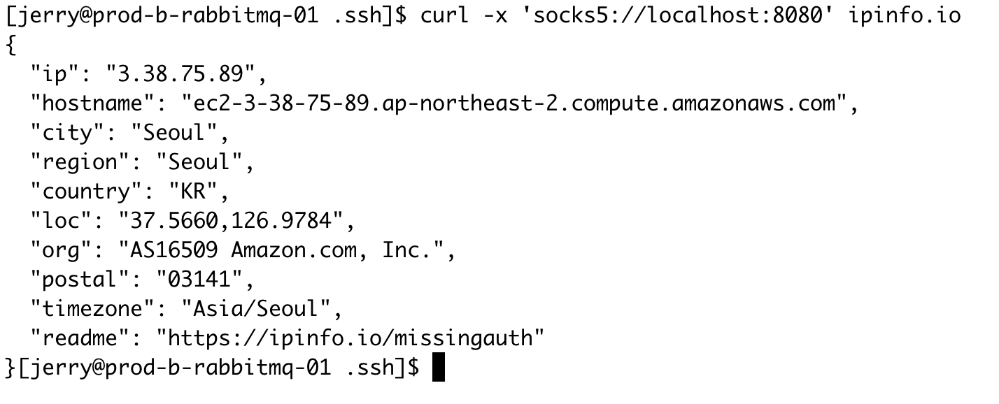 [jerry@prod-b-rabbitmq-01 .ssh]$ curl -x 'socks5://localhost:8080' ipinfo.io
{
  "ip": "3.38.75.89",
  "hostname": "ec2-3-38-75-89.ap-northeast-2.compute.amazonaws.com",
  "city": "Seoul",
  "region": "Seoul",
  "country": "KR",
  "loc": "37.5660,126.9784",
  "org": "AS16509 Amazon.com, Inc.",
  "postal": "03141",
  "timezone": "Asia/Seoul",
  "readme": "https://ipinfo.io/missingauth"
}[jerry@prod-b-rabbitmq-01 .ssh]$